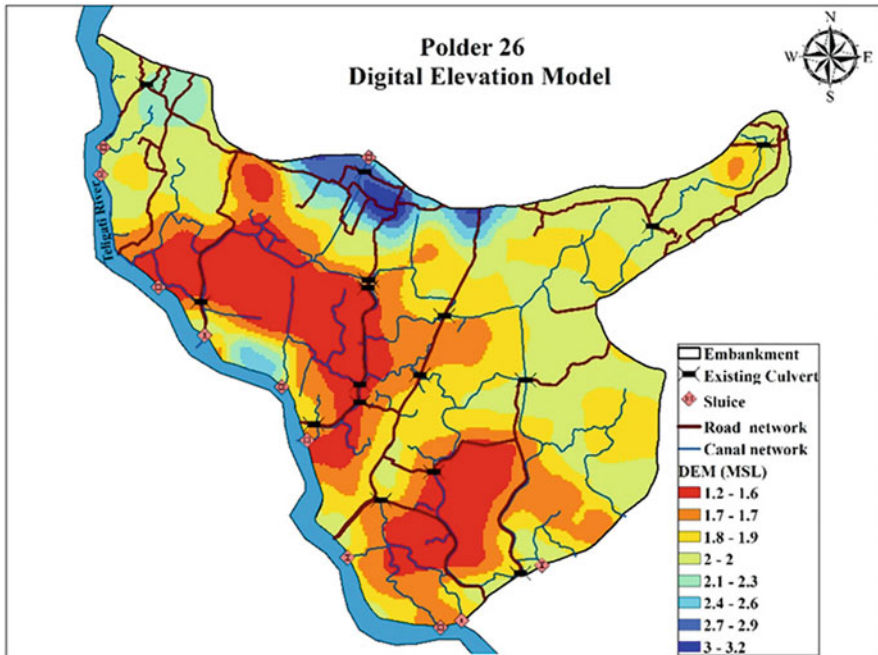 Polder 26
Digital Elevation Model
N
W E
S
Teligati River
Embankment
Existing Culvert
Sluice
Road network
Canal network
DEM (MSL)
1.2 - 1.6
1.7 - 1.7
1.8 - 1.9
2 - 2
2.1 - 2.3
2.4 - 2.6
2.7 - 2.9
3 - 3.2